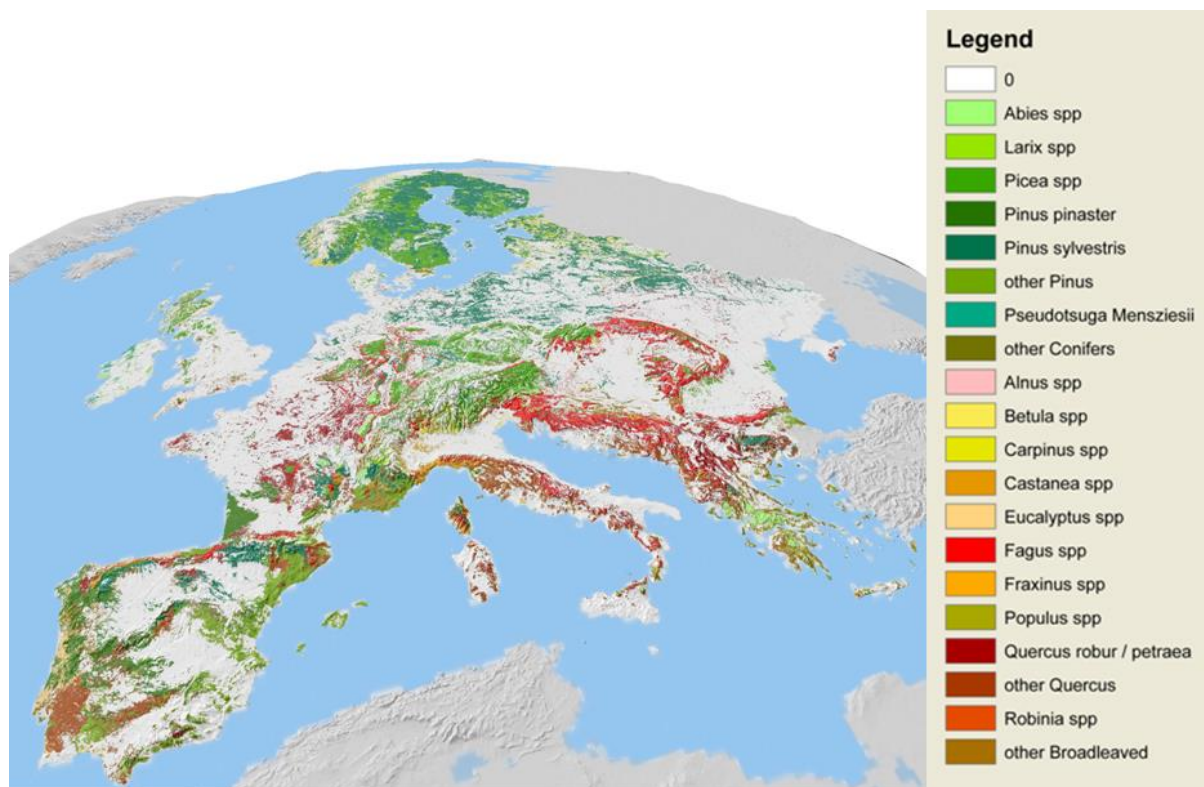 Legend
0
Abies spp
Larix spp
Picea spp
Pinus pinaster
Pinus sylvestris
other Pinus
Pseudotsuga Mensziesii
other Conifers
Alnus spp
Betula spp
Carpinus spp
Castanea spp
Eucalyptus spp
Fagus spp
Fraxinus spp
Populus spp
Quercus robur / petraea
other Quercus
Robinia spp
other Broadleaved